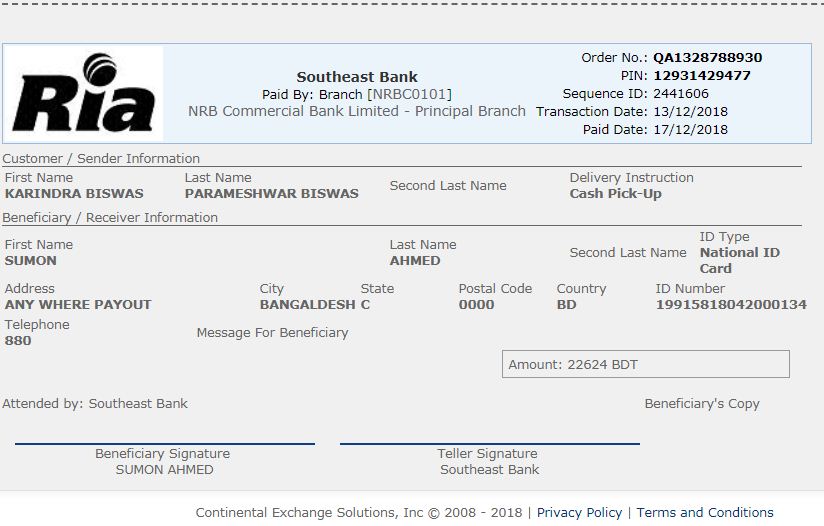 Ria
Southeast Bank
Paid By: Branch [NRBC0101]
NRB Commercial Bank Limited - Principal Branch
Order No.: QA1328788930
PIN: 12931429477
Sequence ID: 2441606
Transaction Date: 13/12/2018
Paid Date: 17/12/2018
Customer / Sender Information
First Name Last Name Second Last Name Delivery Instruction
KARINDRA BISWAS PARAMESHWAR BISWAS Cash Pick-Up
Beneficiary / Receiver Information
First Name Last Name Second Last Name ID Type
SUMON AHMED National ID Card
Address City State Postal Code Country ID Number
ANY WHERE PAYOUT BANGALDESH C 0000 BD 19915818042000134
Telephone Message For Beneficiary
880
Amount: 22624 BDT
Attended by: Southeast Bank Beneficiary's Copy
Beneficiary Signature Teller Signature
SUMON AHMED Southeast Bank
Continental Exchange Solutions, Inc © 2008 - 2018 | Privacy Policy | Terms and Conditions